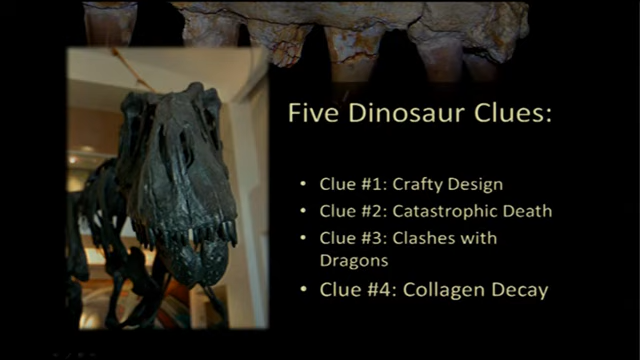 Five Dinosaur Clues:
• Clue #1: Crafty Design
• Clue #2: Catastrophic Death
• Clue #3: Clashes with
Dragons
• Clue #4: Collagen Decay